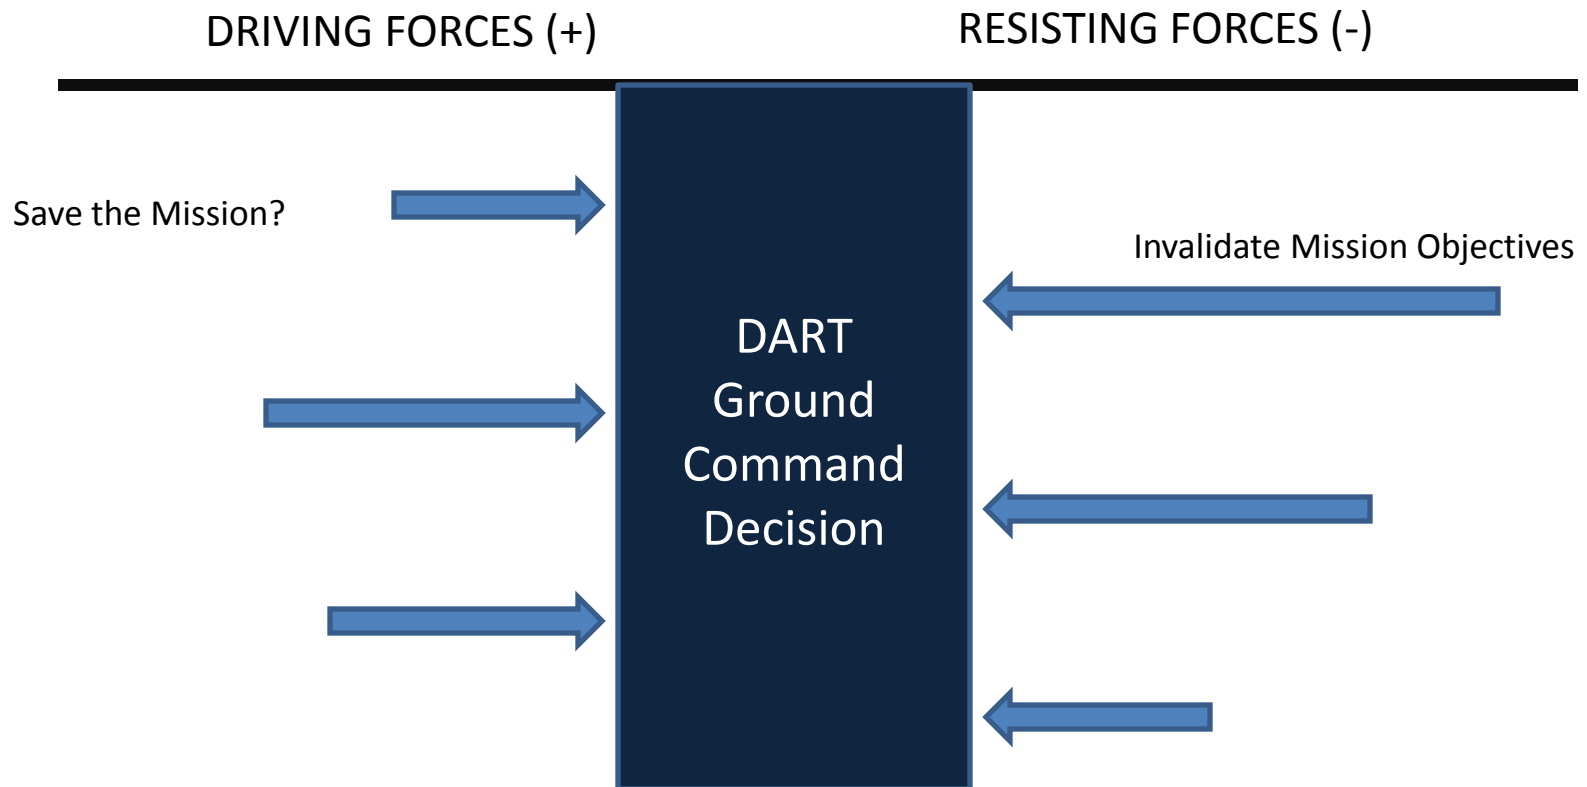 DRIVING FORCES (+)
RESISTING FORCES (-)
Save the Mission?
Invalidate Mission Objectives
DART
Ground
Command
Decision